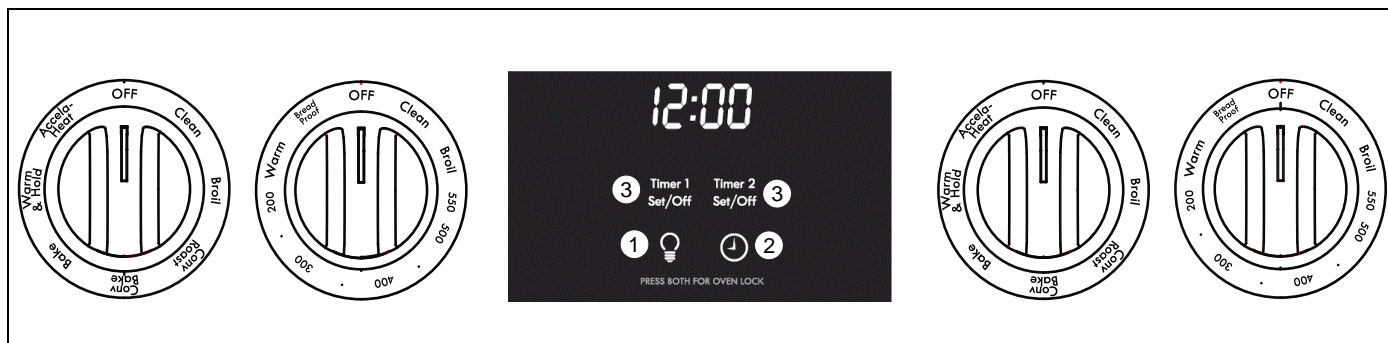 OFF
Clean
Broil
Conv
Roast
Conv
Bake
Bake
Warm
& Hold
Accela-
Heat
OFF
Clean
Broil
550
500
400
300
200
Warm
Bread
Proof
12:00
3
Timer 1
Set/Off
Timer 2
Set/Off
3
1
2
PRESS BOTH FOR OVEN LOCK
OFF
Clean
Broil
Conv
Roast
Conv
Bake
Bake
Warm
& Hold
Accela-
Heat
OFF
Clean
Broil
550
500
400
300
200
Warm
Bread
Proof